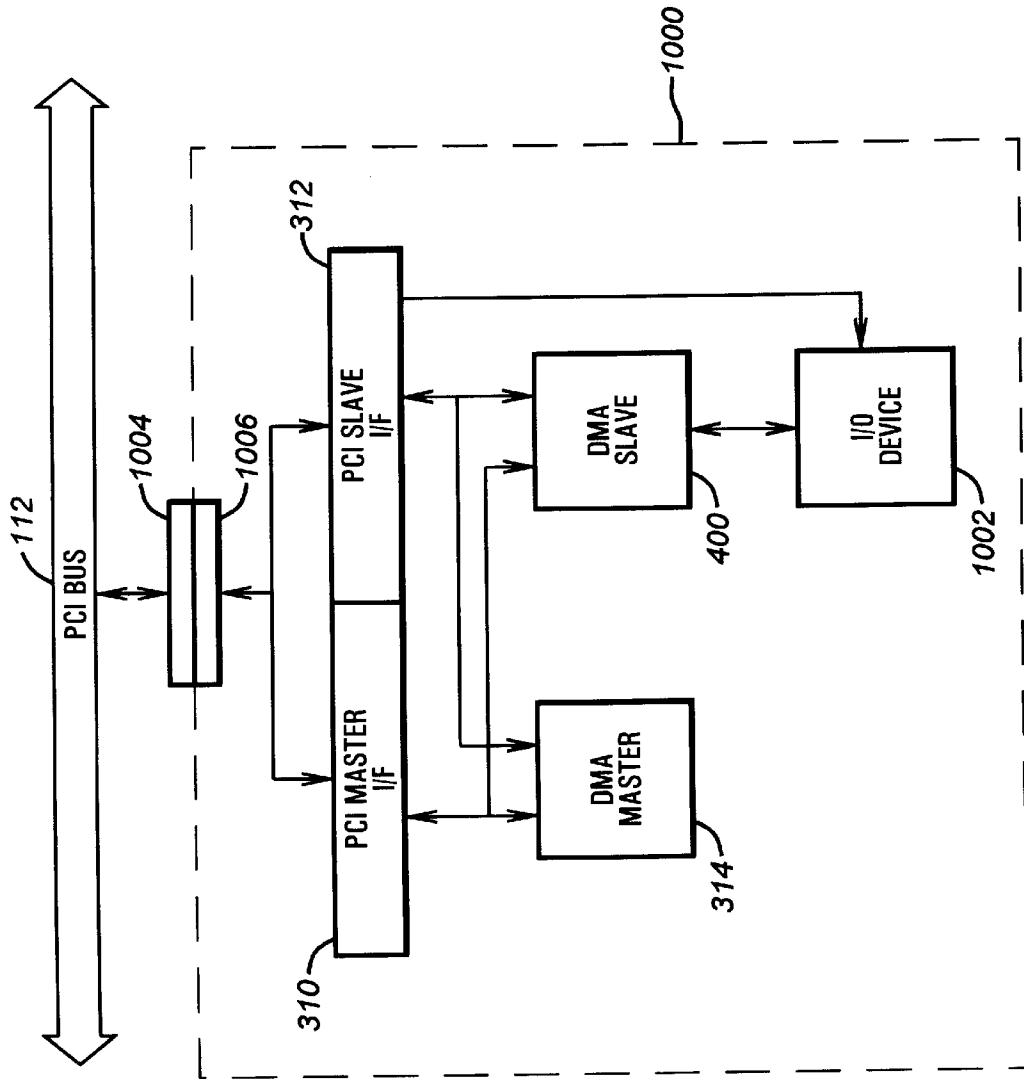 112
PCI BUS
1004
1006
1000
310
PCI MASTER
I/F
PCI SLAVE
I/F
312
DMA
MASTER
314
DMA
SLAVE
400
I/O
DEVICE
1002